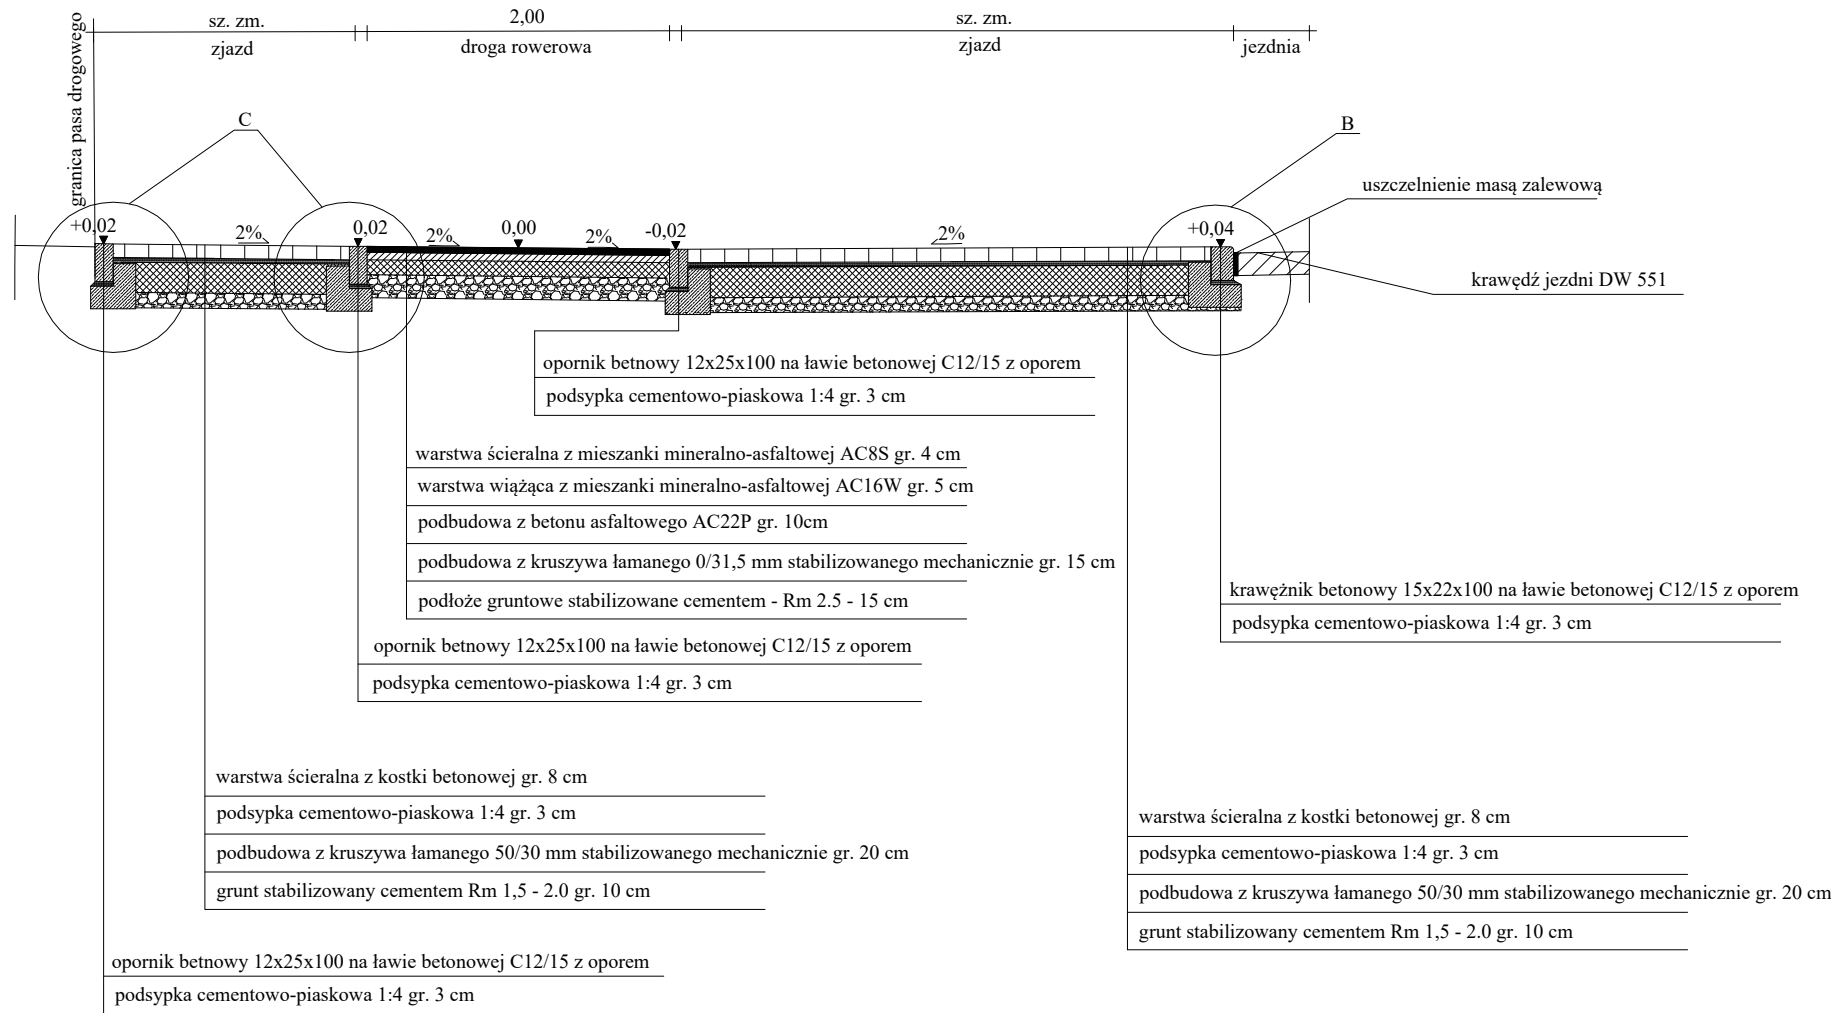 granica pasa drogowego
sz. zm.
zjazd
2,00
droga rowerowa
sz. zm.
zjazd
jezdnia
C
B
uszczelnienie masą zalewową
krawędź jezdni DW 551
+0,02
2%
0,02
2%
0,00
2%
-0,02
2%
+0,04
opornik betnowy 12x25x100 na ławie betonowej C12/15 z oporem
podsypka cementowo-piaskowa 1:4 gr. 3 cm
warstwa ścieralna z mieszanki mineralno-asfaltowej AC8S gr. 4 cm
warstwa wiążąca z mieszanki mineralno-asfaltowej AC16W gr. 5 cm
podbudowa z betonu asfaltowego AC22P gr. 10cm
podbudowa z kruszywa łamanego 0/31,5 mm stabilizowanego mechanicznie gr. 15 cm
podłoże gruntowe stabilizowane cementem - Rm 2.5 - 15 cm
opornik betnowy 12x25x100 na ławie betonowej C12/15 z oporem
podsypka cementowo-piaskowa 1:4 gr. 3 cm
krawężnik betonowy 15x22x100 na ławie betonowej C12/15 z oporem
podsypka cementowo-piaskowa 1:4 gr. 3 cm
warstwa ścieralna z kostki betonowej gr. 8 cm
podsypka cementowo-piaskowa 1:4 gr. 3 cm
podbudowa z kruszywa łamanego 50/30 mm stabilizowanego mechanicznie gr. 20 cm
grunt stabilizowany cementem Rm 1,5 - 2.0 gr. 10 cm
warstwa ścieralna z kostki betonowej gr. 8 cm
podsypka cementowo-piaskowa 1:4 gr. 3 cm
podbudowa z kruszywa łamanego 50/30 mm stabilizowanego mechanicznie gr. 20 cm
grunt stabilizowany cementem Rm 1,5 - 2.0 gr. 10 cm
opornik betnowy 12x25x100 na ławie betonowej C12/15 z oporem
podsypka cementowo-piaskowa 1:4 gr. 3 cm